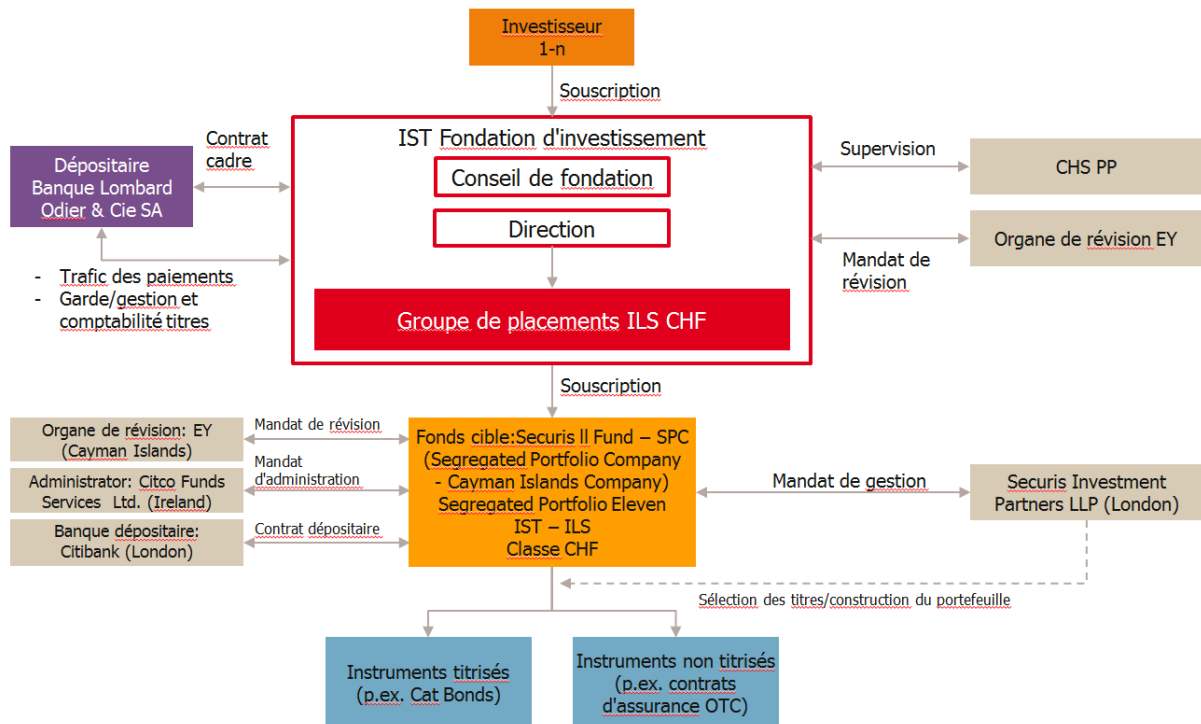 Investisseur
1-n
Souscription
IST Fondation d'investissement
Conseil de fondation
Direction
Groupe de placements ILS CHF
Contrat
cadre
Dépositaire
Banque Lombard
Odier & Cie SA
- Trafic des paiements
- Garde/gestion et
comptabilité titres
Supervision
CHS PP
Organe de révision EY
Mandat de
révision
Souscription
Organe de révision: EY
(Cayman Islands)
Mandat de révision
Administrator: Citco Funds
Services Ltd. (Ireland)
Mandat
d'administration
Banque dépositaire:
Citibank (London)
Contrat dépositaire
Fonds cible:Securis ll Fund – SPC
(Segregated Portfolio Company
- Cayman Islands Company)
Segregated Portfolio Eleven
IST – ILS
Classe CHF
Mandat de gestion
Securis Investment
Partners LLP (London)
Sélection des titres/construction du portefeuille
Instruments titrisés
(p.ex. Cat Bonds)
Instruments non titrisés
(p.ex. contrats
d'assurance OTC)